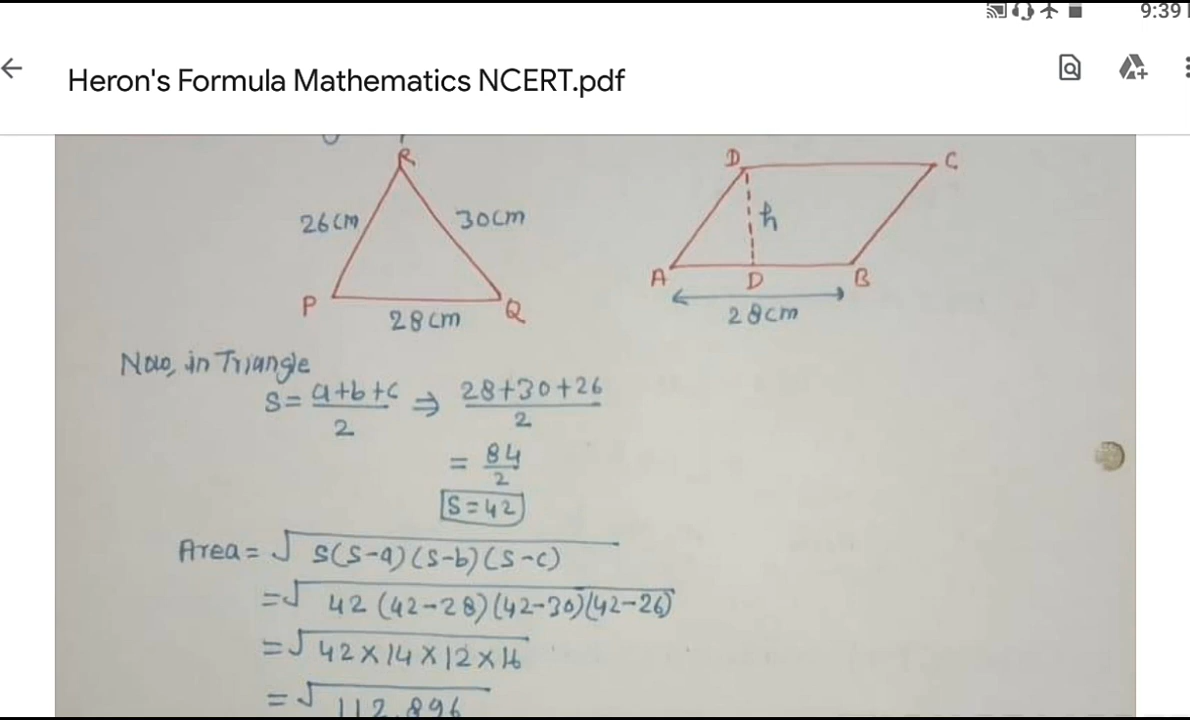 9:39
Heron's Formula Mathematics NCERT.pdf
R
D
C
26cm
30cm
h
A
D
B
P
Q
28cm
28cm
Now, in Triangle
S= a+b+c/2 ⇒ 28+30+26/2
= 84/2
S=42
Area= √S(S-a)(S-b)(S-c)
=√42(42-28)(42-30)(42-26)
=√42×14×12×16
=√112,896